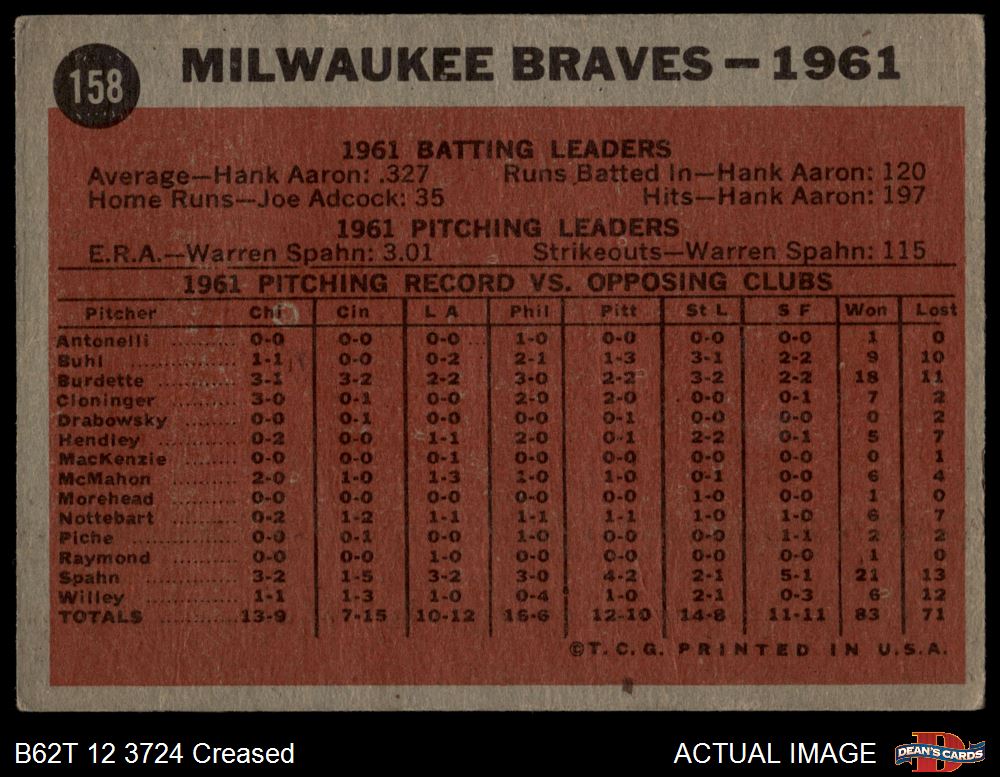 158
MILWAUKEE BRAVES — 1961
1961 BATTING LEADERS
Average—Hank Aaron: .327 Runs Batted In—Hank Aaron: 120
Home Runs—Joe Adcock: 35 Hits—Hank Aaron: 197
1961 PITCHING LEADERS
E.R.A.—Warren Spahn: 3.01 Strikeouts—Warren Spahn: 115
1961 PITCHING RECORD VS. OPPOSING CLUBS
Pitcher Chi Cin L A Phil Pitt St L S F Won Lost
Antonelli 0-0 0-0 0-0 1-0 0-0 0-0 0-0 1 0
Buhl 1-1 0-0 0-2 2-1 1-3 3-1 2-2 9 10
Burdette 3-1 3-2 2-2 3-0 2-2 3-2 2-2 18 11
Cloninger 3-0 0-1 0-0 2-0 2-0 0-0 0-1 7 2
Drabowsky 0-0 0-1 0-0 0-0 0-1 0-0 0-0 0 2
Hendley 0-2 0-0 1-1 2-0 0-1 2-2 0-1 5 7
MacKenzie 0-0 0-0 0-1 0-0 0-0 0-0 0-0 0 1
McMahon 2-0 1-0 1-3 1-0 1-0 0-1 0-0 6 4
Morehead 0-0 0-0 0-0 0-0 0-0 1-0 0-0 1 0
Nottebart 0-2 1-2 1-1 1-1 1-1 1-0 1-0 6 7
Piche 0-0 0-1 0-0 1-0 0-0 0-0 1-1 2 2
Raymond 0-0 0-0 1-0 0-0 0-0 0-0 0-0 1 0
Spahn 3-2 1-5 3-2 3-0 4-2 2-1 5-1 21 13
Willey 1-1 1-3 1-0 0-4 1-0 2-1 0-3 6 12
TOTALS 13-9 7-15 10-12 16-6 12-10 14-8 11-11 83 71
©T. C. G. PRINTED IN U.S.A.
B62T 12 3724 Creased ACTUAL IMAGE DEAN'S CARDS